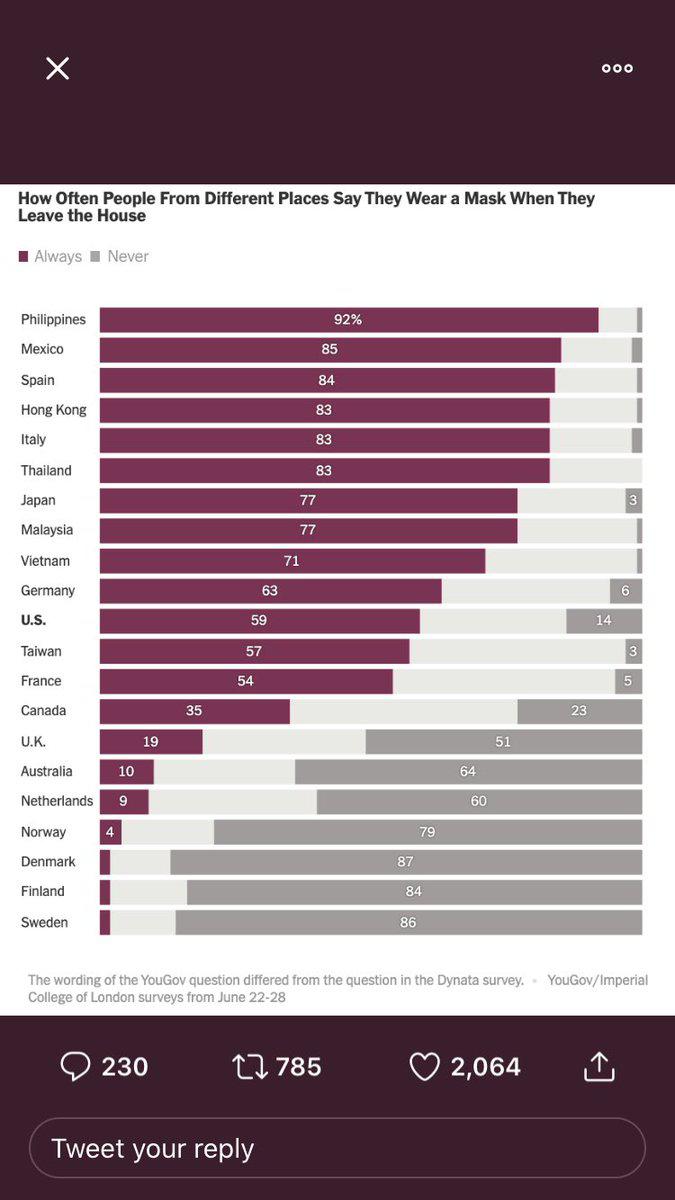 How Often People From Different Places Say They Wear a Mask When They
Leave the House
Always Never
Philippines 92%
Mexico 85
Spain 84
Hong Kong 83
Italy 83
Thailand 83
Japan 77 3
Malaysia 77
Vietnam 71
Germany 63 6
U.S. 59 14
Taiwan 57 3
France 54 5
Canada 35 23
U.K. 19 51
Australia 10 64
Netherlands 9 60
Norway 4 79
Denmark 87
Finland 84
Sweden 86
The wording of the YouGov question differed from the question in the Dynata survey. • YouGov/Imperial
College of London surveys from June 22-28
230 785 2,064
Tweet your reply